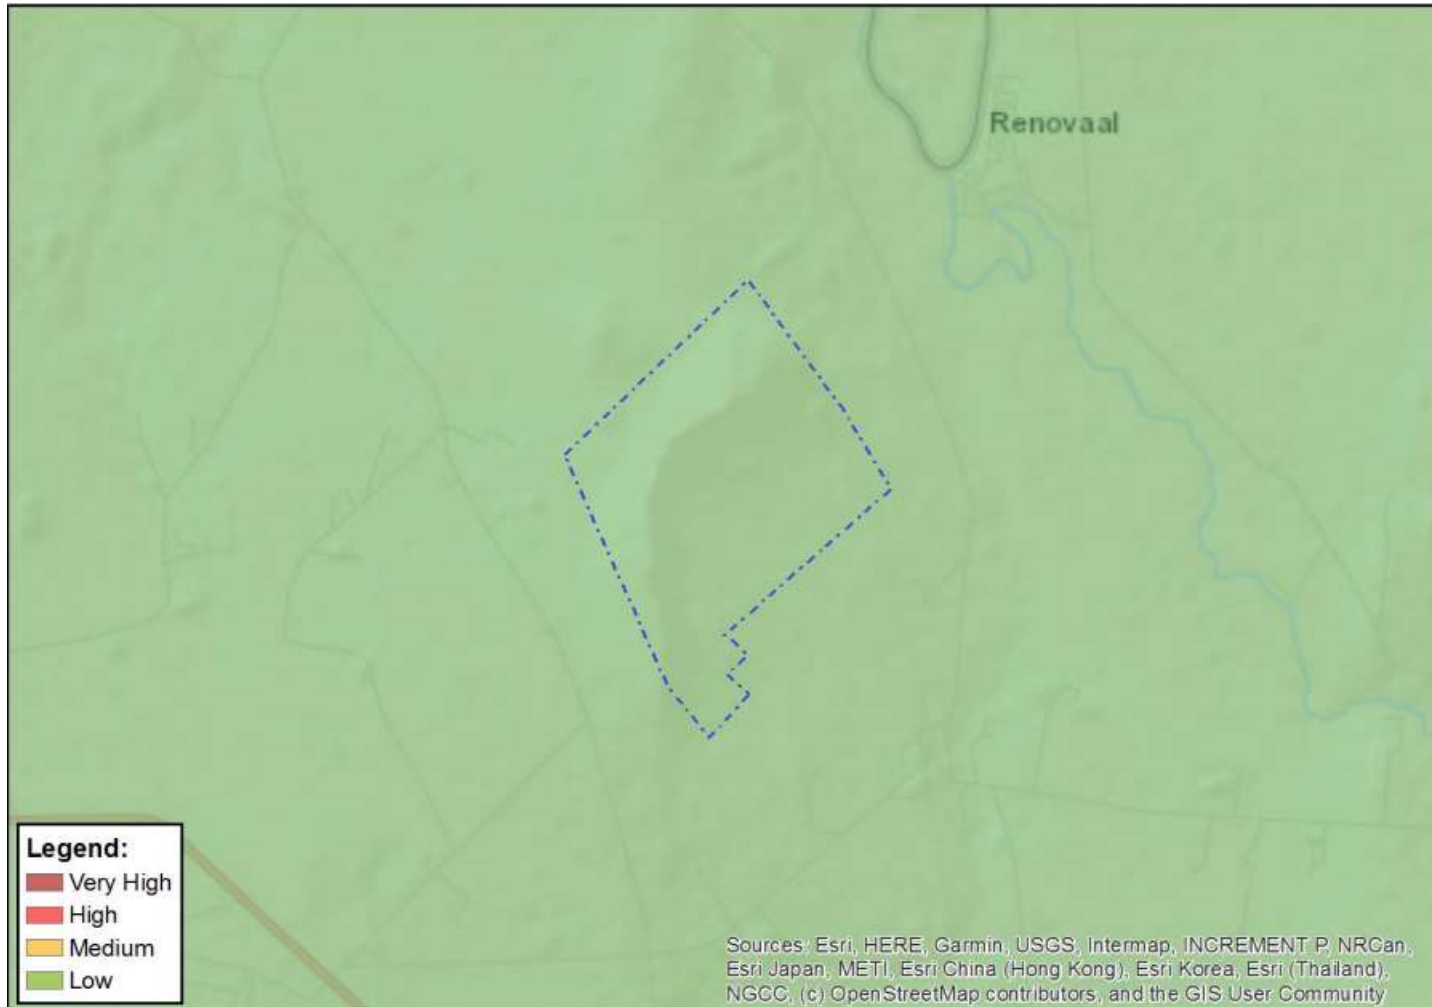 Renovaal
Legend:
Very High
High
Medium
Low
Sources: Esri, HERE, Garmin, USGS, Intermap, INCREMENT P, NRCan,
Esri Japan, METI, Esri China (Hong Kong), Esri Korea, Esri (Thailand),
NGCC, (c) OpenStreetMap contributors, and the GIS User Community